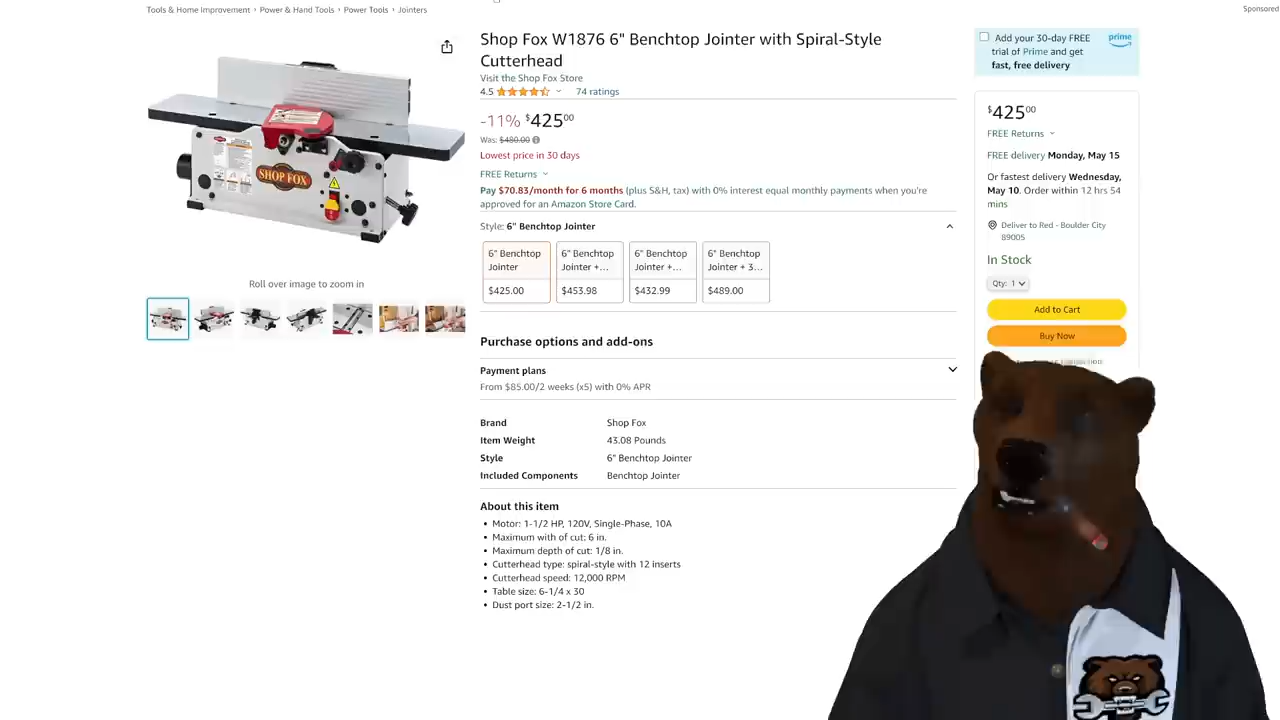 Tools & Home Improvement › Power & Hand Tools › Power Tools › Jointers
Sponsored
Shop Fox W1876 6" Benchtop Jointer with Spiral-Style
Cutterhead
Visit the Shop Fox Store
4.5
74 ratings
-11% $425.00
Was: $480.00
Lowest price in 30 days
FREE Returns
Pay $70.83/month for 6 months (plus S&H, tax) with 0% interest equal monthly payments when you're
approved for an Amazon Store Card.
Style: 6" Benchtop Jointer
6" Benchtop
Jointer
$425.00
6" Benchtop
Jointer +...
$453.98
6" Benchtop
Jointer +...
$432.99
6" Benchtop
Jointer + 3...
$489.00
SHOP FOX
Roll over image to zoom in
Purchase options and add-ons
Payment plans
From $85.00/2 weeks (x5) with 0% APR
Brand Shop Fox
Item Weight 43.08 Pounds
Style 6" Benchtop Jointer
Included Components Benchtop Jointer
About this item
• Motor: 1-1/2 HP, 120V, Single-Phase, 10A
• Maximum with of cut: 6 in.
• Maximum depth of cut: 1/8 in.
• Cutterhead type: spiral-style with 12 inserts
• Cutterhead speed: 12,000 RPM
• Table size: 6-1/4 x 30
• Dust port size: 2-1/2 in.
Add your 30-day FREE
trial of Prime and get
fast, free delivery
prime
$425.00
FREE Returns
FREE delivery Monday, May 15
Or fastest delivery Wednesday,
May 10. Order within 12 hrs 54
mins
Deliver to Red - Boulder City
89005
In Stock
Qty: 1
Add to Cart
Buy Now